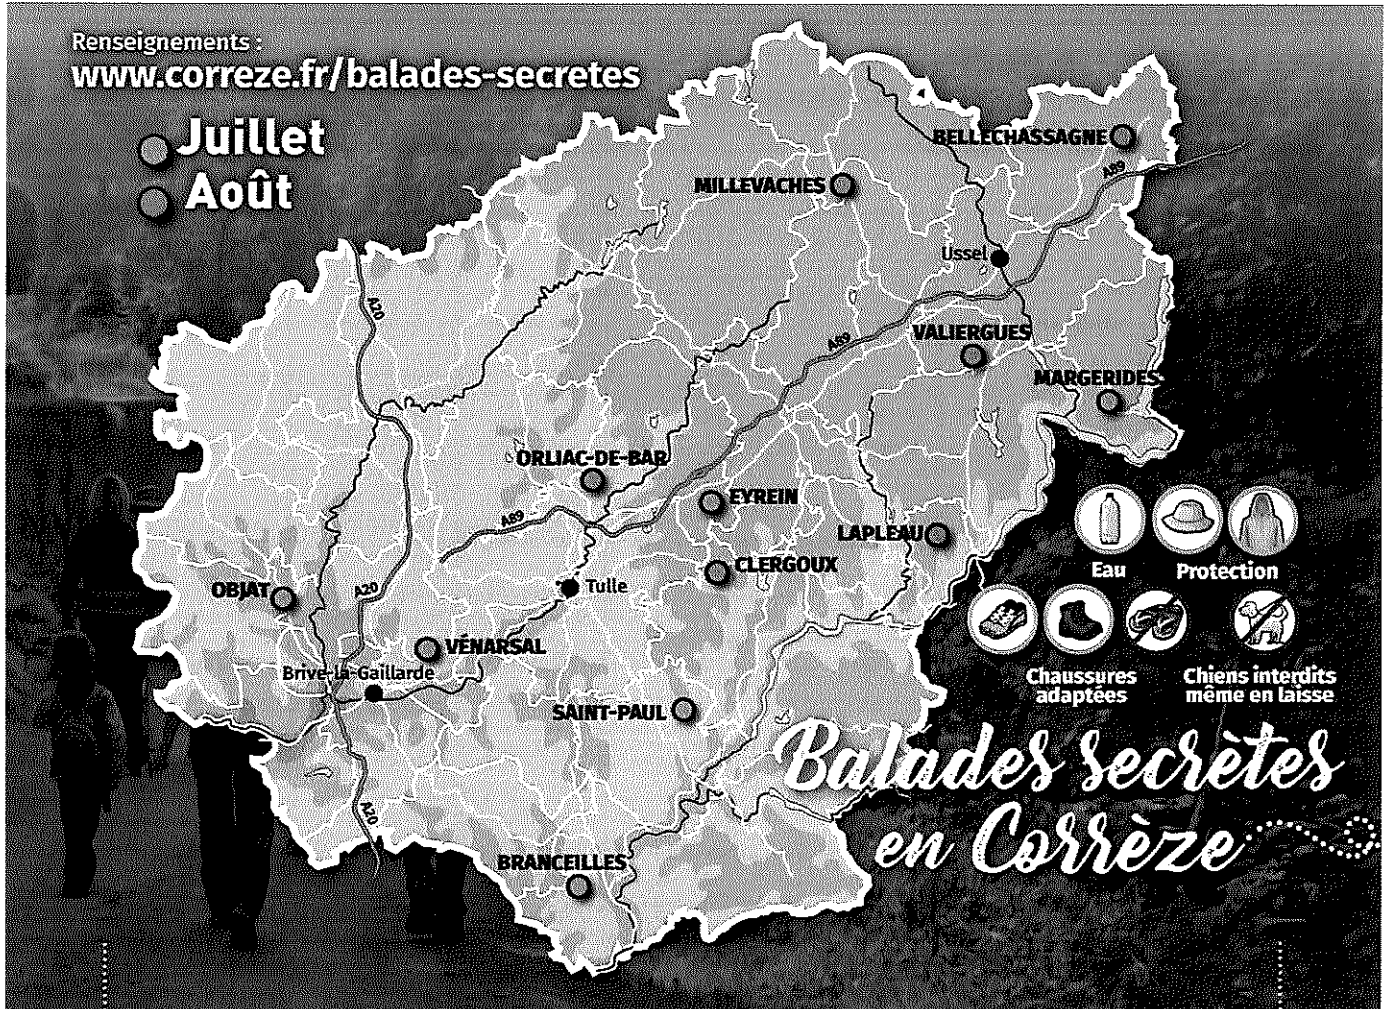 Renseignements :
www.correze.fr/balades-secretes
Juillet
Août
BELLECHASSAGNE
A89
MILLEVACHES
Ussel
A20
A89
VALIERGUES
MARGERIDES
ORLIAC-DE-BAR
EYREIN
A89
LAPLEAU
CLERGOUX
Tulle
OBJAT
A20
VÉNARSAL
Brive-la-Gaillarde
SAINT-PAUL
A20
BRANCEILLES
Eau
Protection
Chaussures
adaptées
Chiens interdits
même en laisse
Balades secrètes
en Corrèze